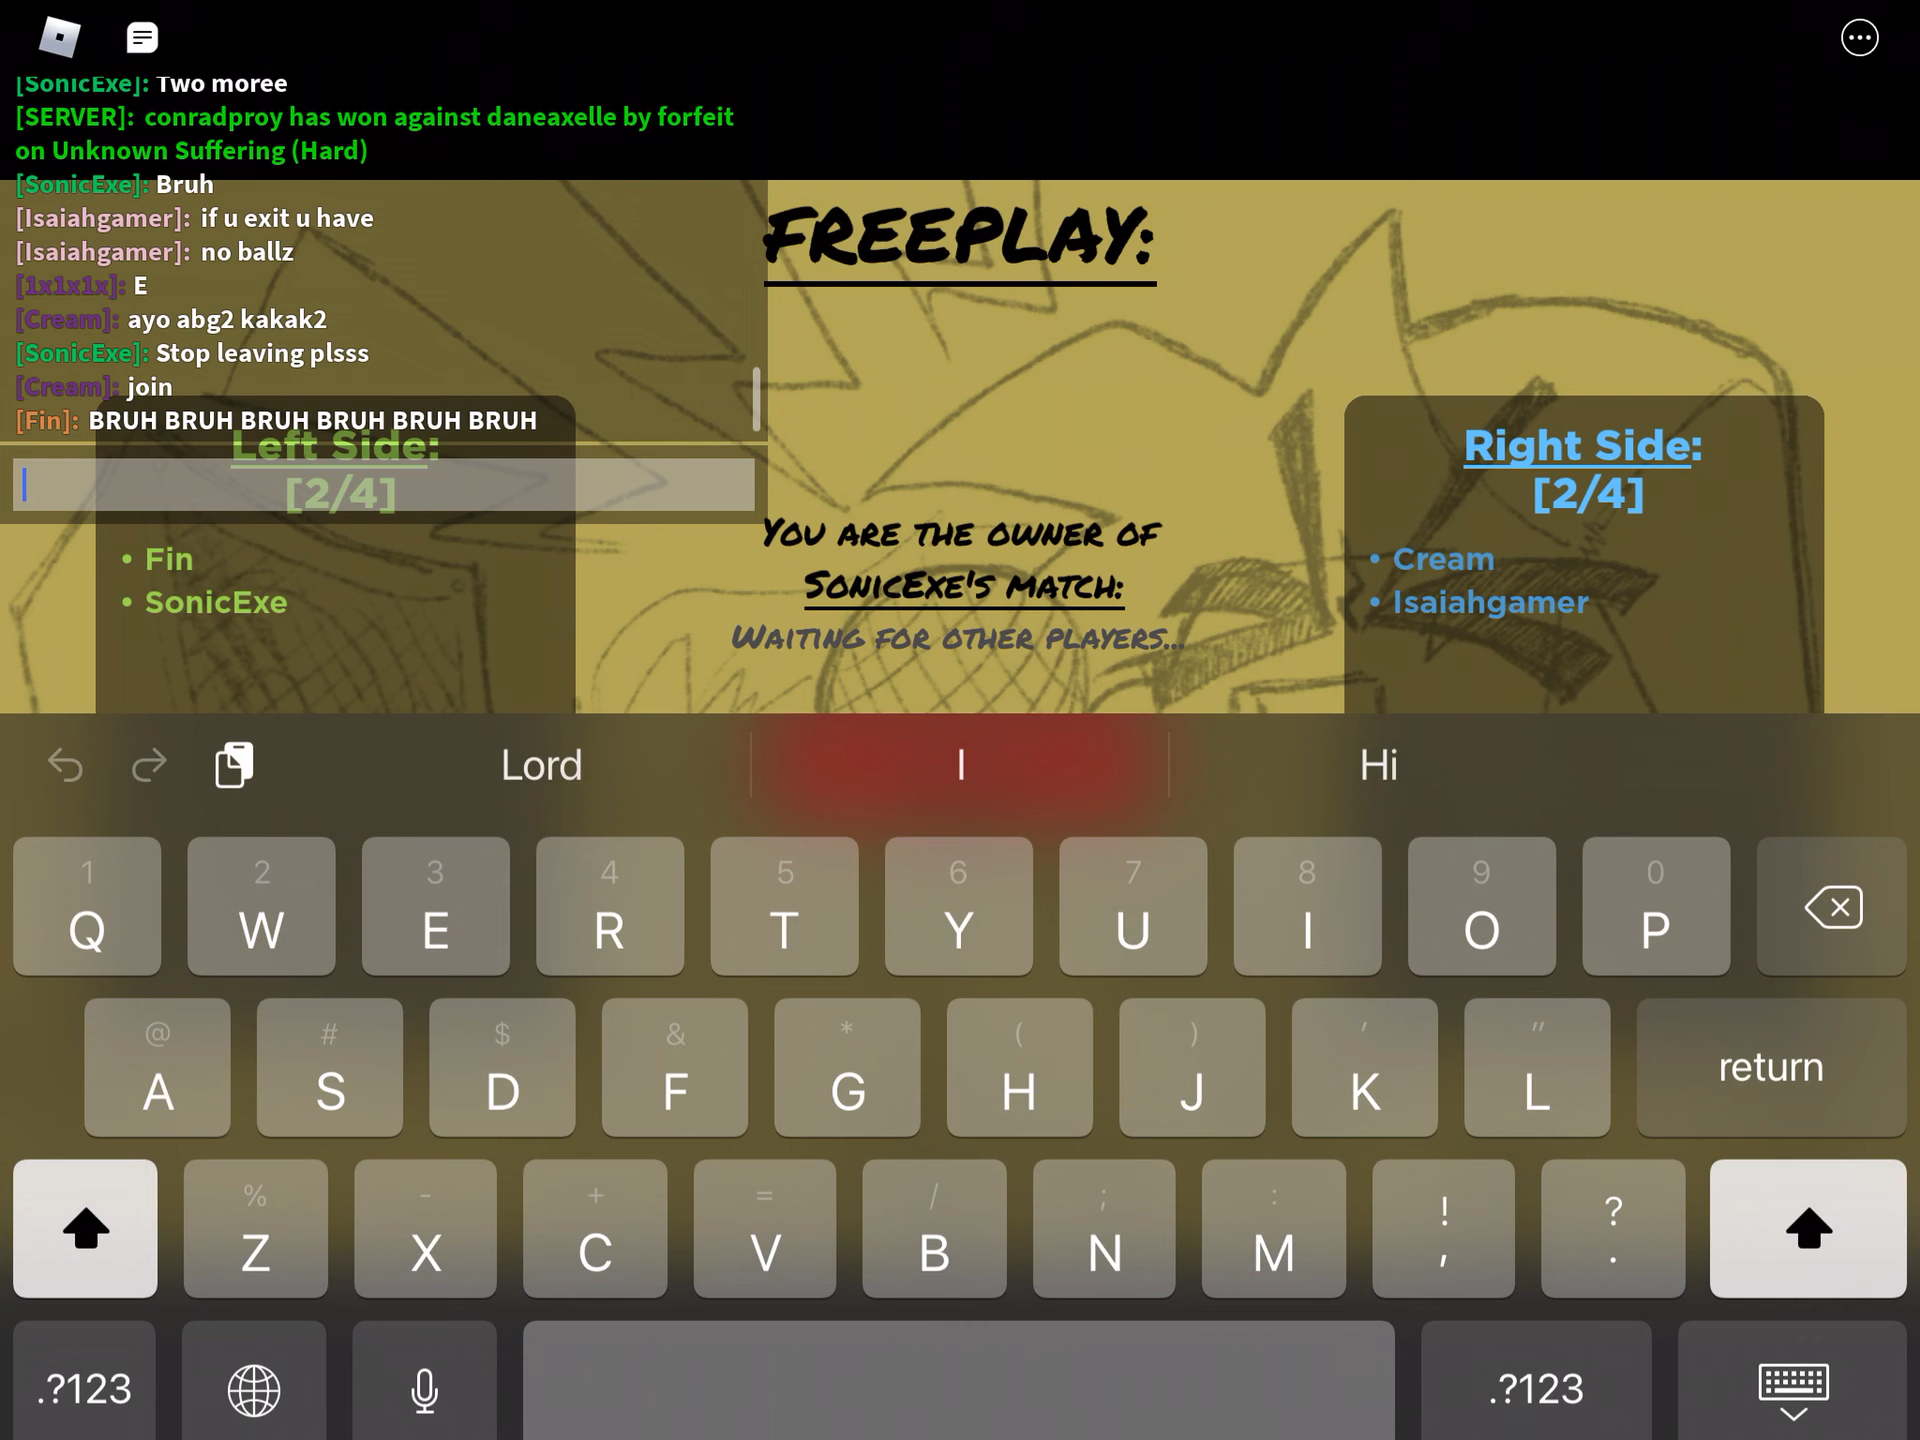 [SonicExe]: Two moree
[SERVER]: conradproy has won against daneaxelle by forfeit
on Unknown Suffering (Hard)
[SonicExe]: Bruh
[Isaiahgamer]: if u exit u have
[Isaiahgamer]: no ballz
[1x1x1x]: E
[Cream]: ayo abg2 kakak2
[SonicExe]: Stop leaving plsss
[Cream]: join
[Fin]: BRUH BRUH BRUH BRUH BRUH BRUH
FREEPLAY:
Left Side:
[2/4]
• Fin
• SonicExe
You are the owner of
SonicExe's match:
Waiting for other players...
Right Side:
[2/4]
• Cream
• Isaiahgamer
Lord
I
Hi
1 2 3 4 5 6 7 8 9 0
Q W E R T Y U I O P
@ # $ & * ( ) ' "
A S D F G H J K L return
% - + = / ; : ! ?
Z X C V B N M , .
.?123 .?123